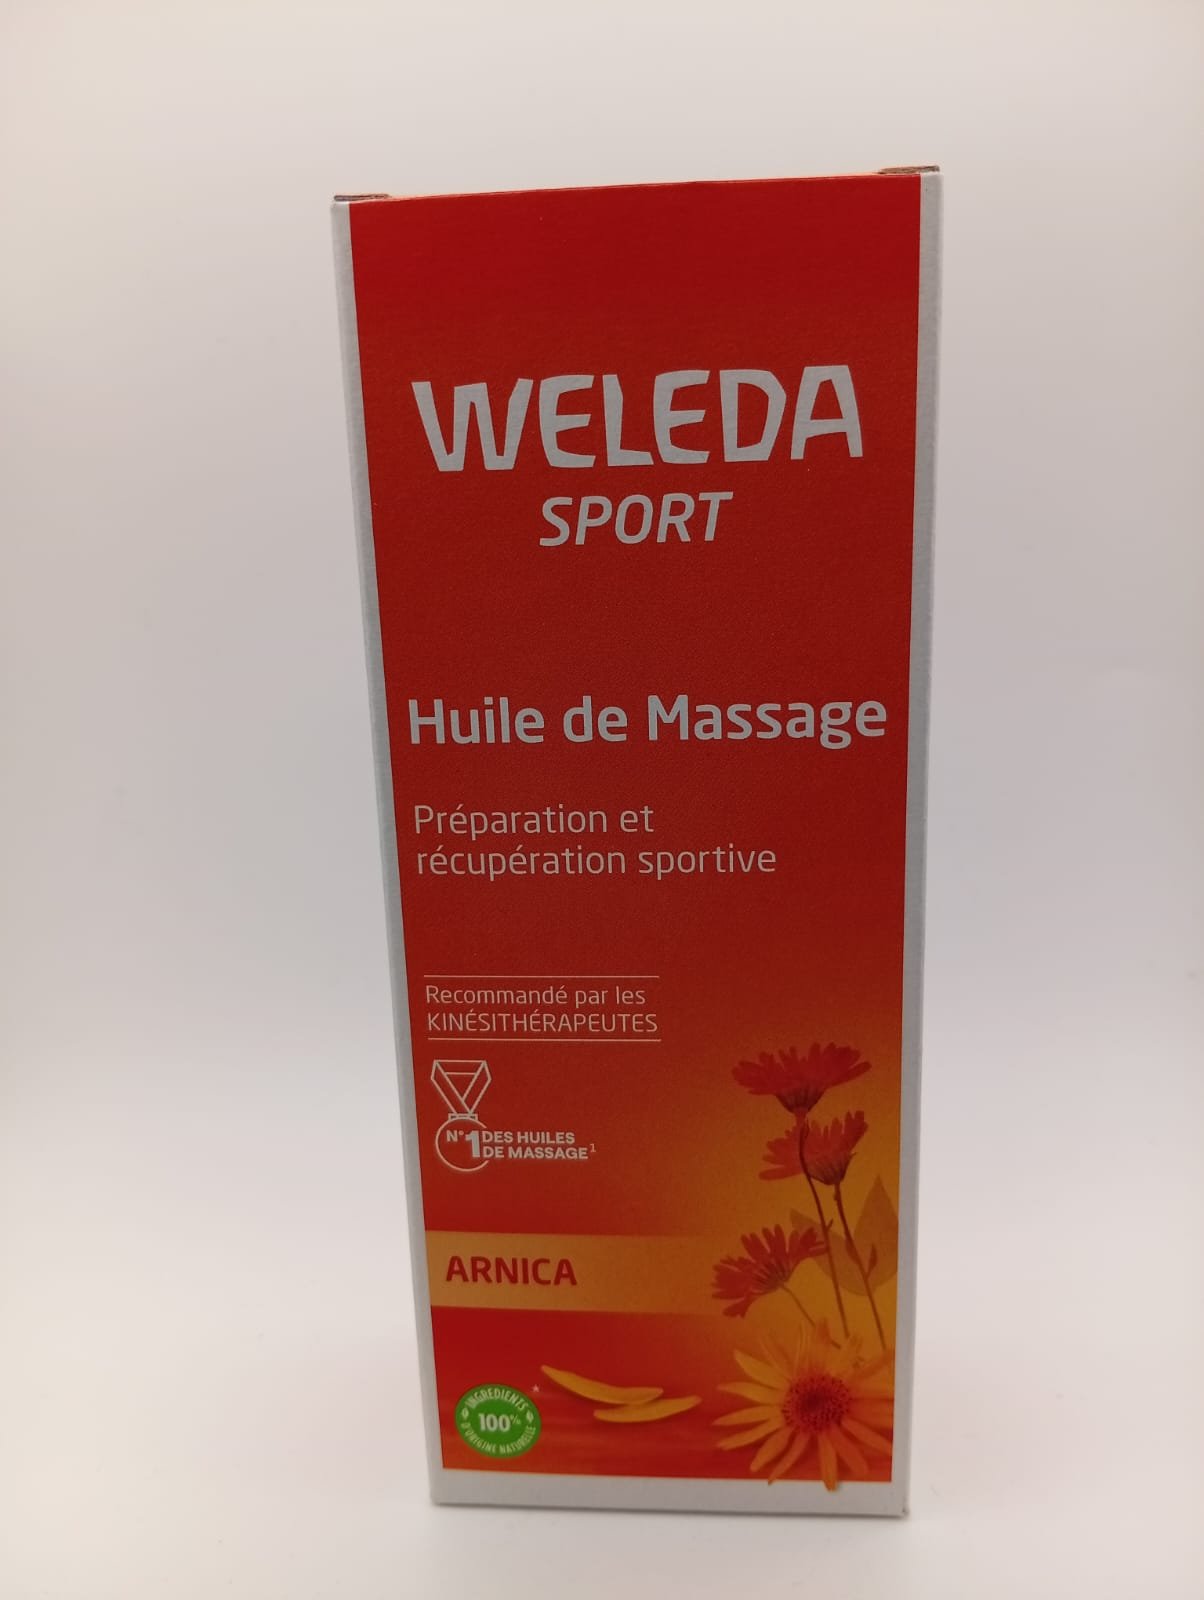 WELEDA
SPORT
Huile de Massage
Préparation et
récupération sportive
Recommandé par les
KINÉSITHÉRAPEUTES
N°1 DES HUILES
DE MASSAGE¹
ARNICA
INGREDIENTS
100%
D'ORIGINE NATURELLE
*